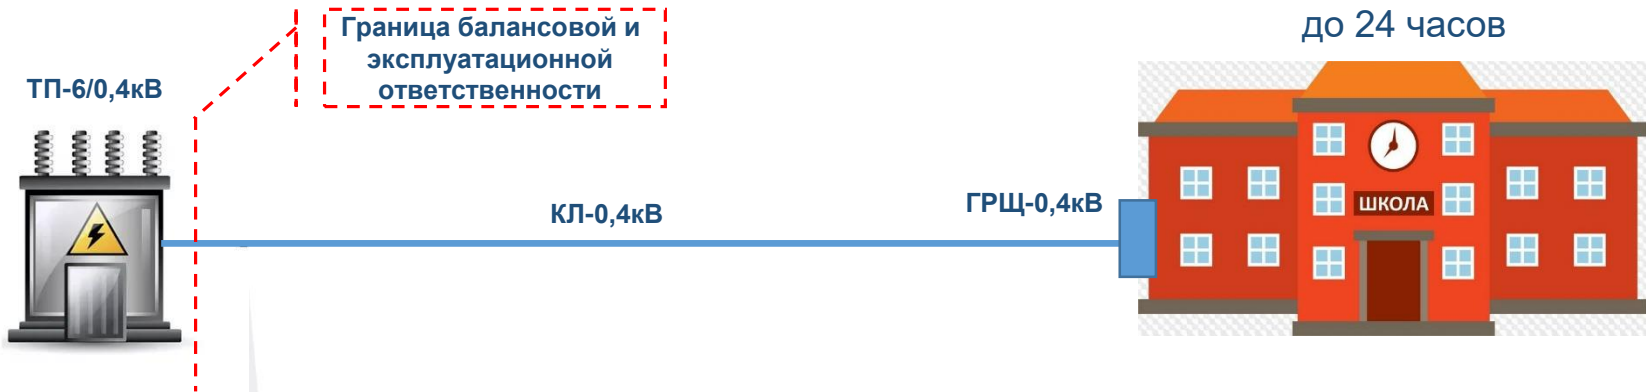 Граница балансовой и
эксплуатационной
ответственности
до 24 часов
ТП-6/0,4кВ
КЛ-0,4кВ
ГРЩ-0,4кВ
ШКОЛА